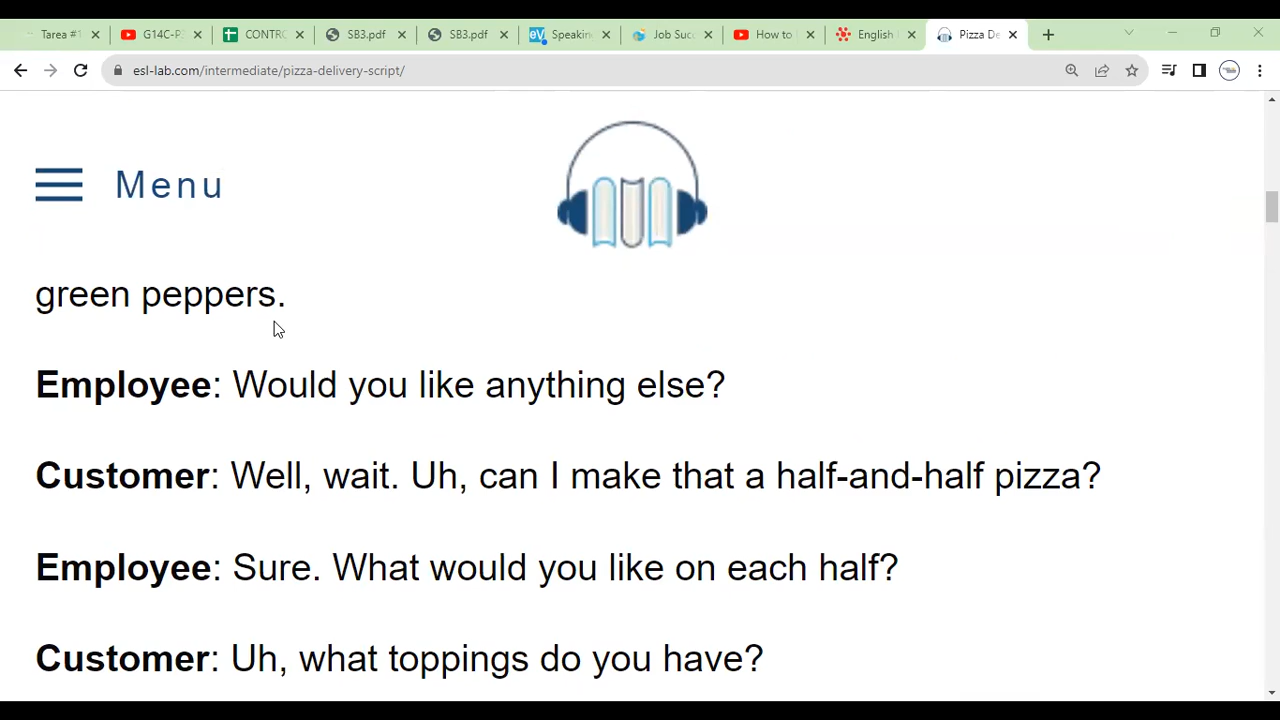 Tarea #1
G14C-P
CONTRO
SB3.pdf
SB3.pdf
eV
Speakin
Job Suc
How to
English
Pizza De
esl-lab.com/intermediate/pizza-delivery-script/
Menu
green peppers.
Employee: Would you like anything else?
Customer: Well, wait. Uh, can I make that a half-and-half pizza?
Employee: Sure. What would you like on each half?
Customer: Uh, what toppings do you have?